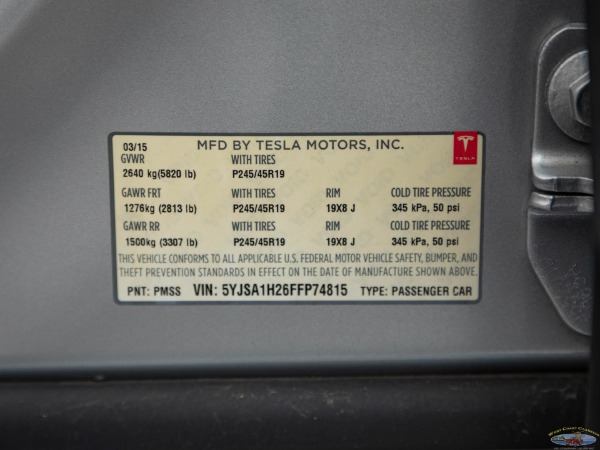 03/15 MFD BY TESLA MOTORS, INC.
GVWR WITH TIRES
2640 kg(5820 lb) P245/45R19
TESLA
GAWR FRT WITH TIRES RIM COLD TIRE PRESSURE
1276kg (2813 lb) P245/45R19 19X8 J 345 kPa, 50 psi
GAWR RR WITH TIRES RIM COLD TIRE PRESSURE
1500kg (3307 lb) P245/45R19 19X8 J 345 kPa, 50 psi
THIS VEHICLE CONFORMS TO ALL APPLICABLE U.S. FEDERAL MOTOR VEHICLE SAFETY, BUMPER, AND
THEFT PREVENTION STANDARDS IN EFFECT ON THE DATE OF MANUFACTURE SHOWN ABOVE.
PNT: PMSS VIN: 5YJSA1H26FFP74815 TYPE: PASSENGER CAR